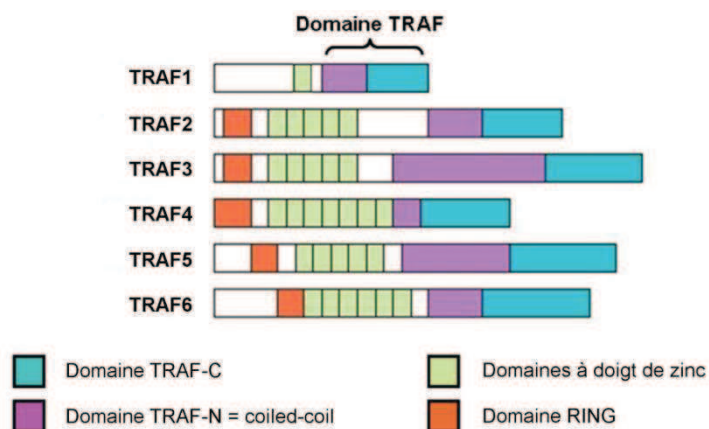 Domaine TRAF
TRAF1
TRAF2
TRAF3
TRAF4
TRAF5
TRAF6
Domaine TRAF-C
Domaines à doigt de zinc
Domaine TRAF-N = coiled-coil
Domaine RING